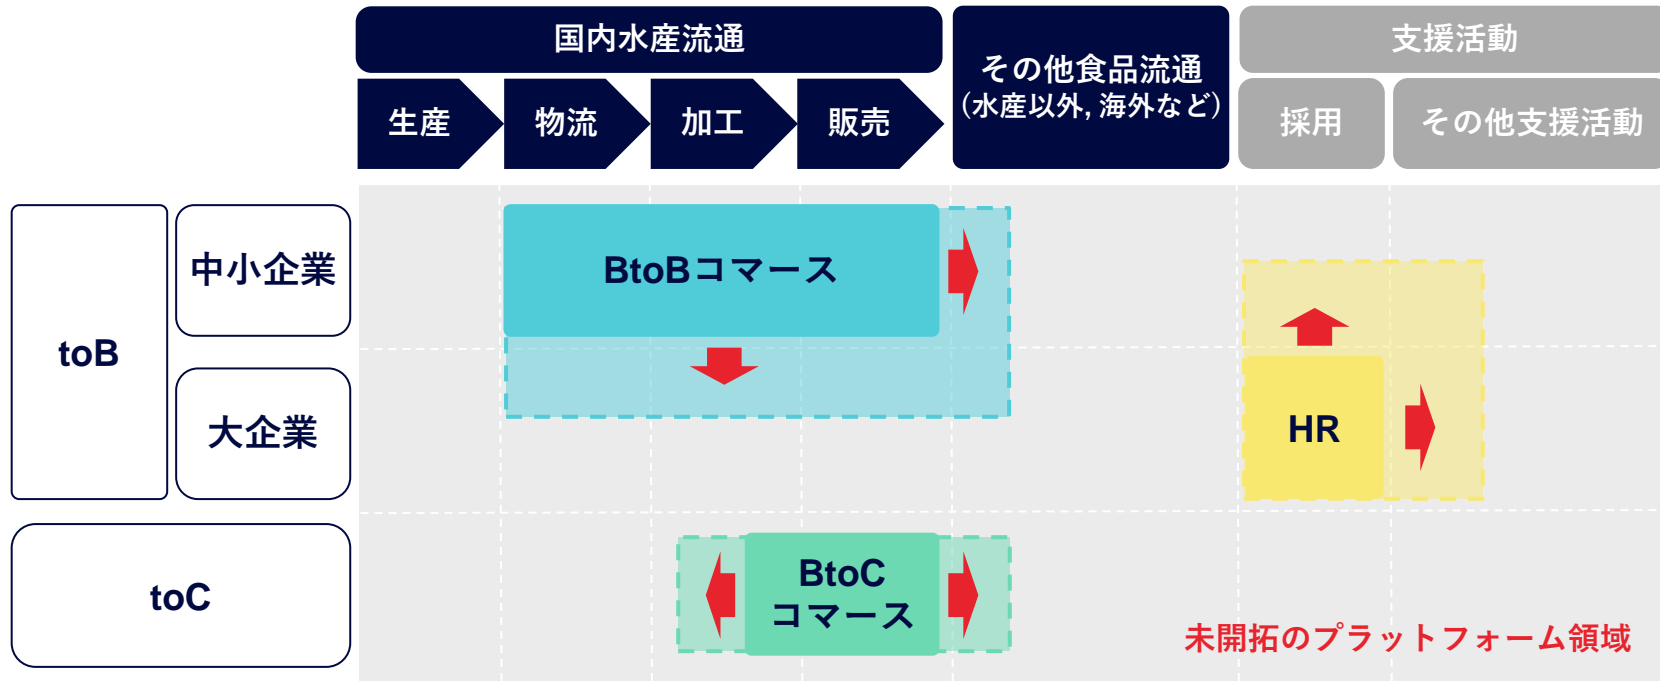 国内水産流通
その他食品流通
(水産以外, 海外など)
支援活動
生産
物流
加工
販売
採用
その他支援活動
toB
中小企業
大企業
toC
BtoBコマース
HR
BtoC
コマース
未開拓のプラットフォーム領域